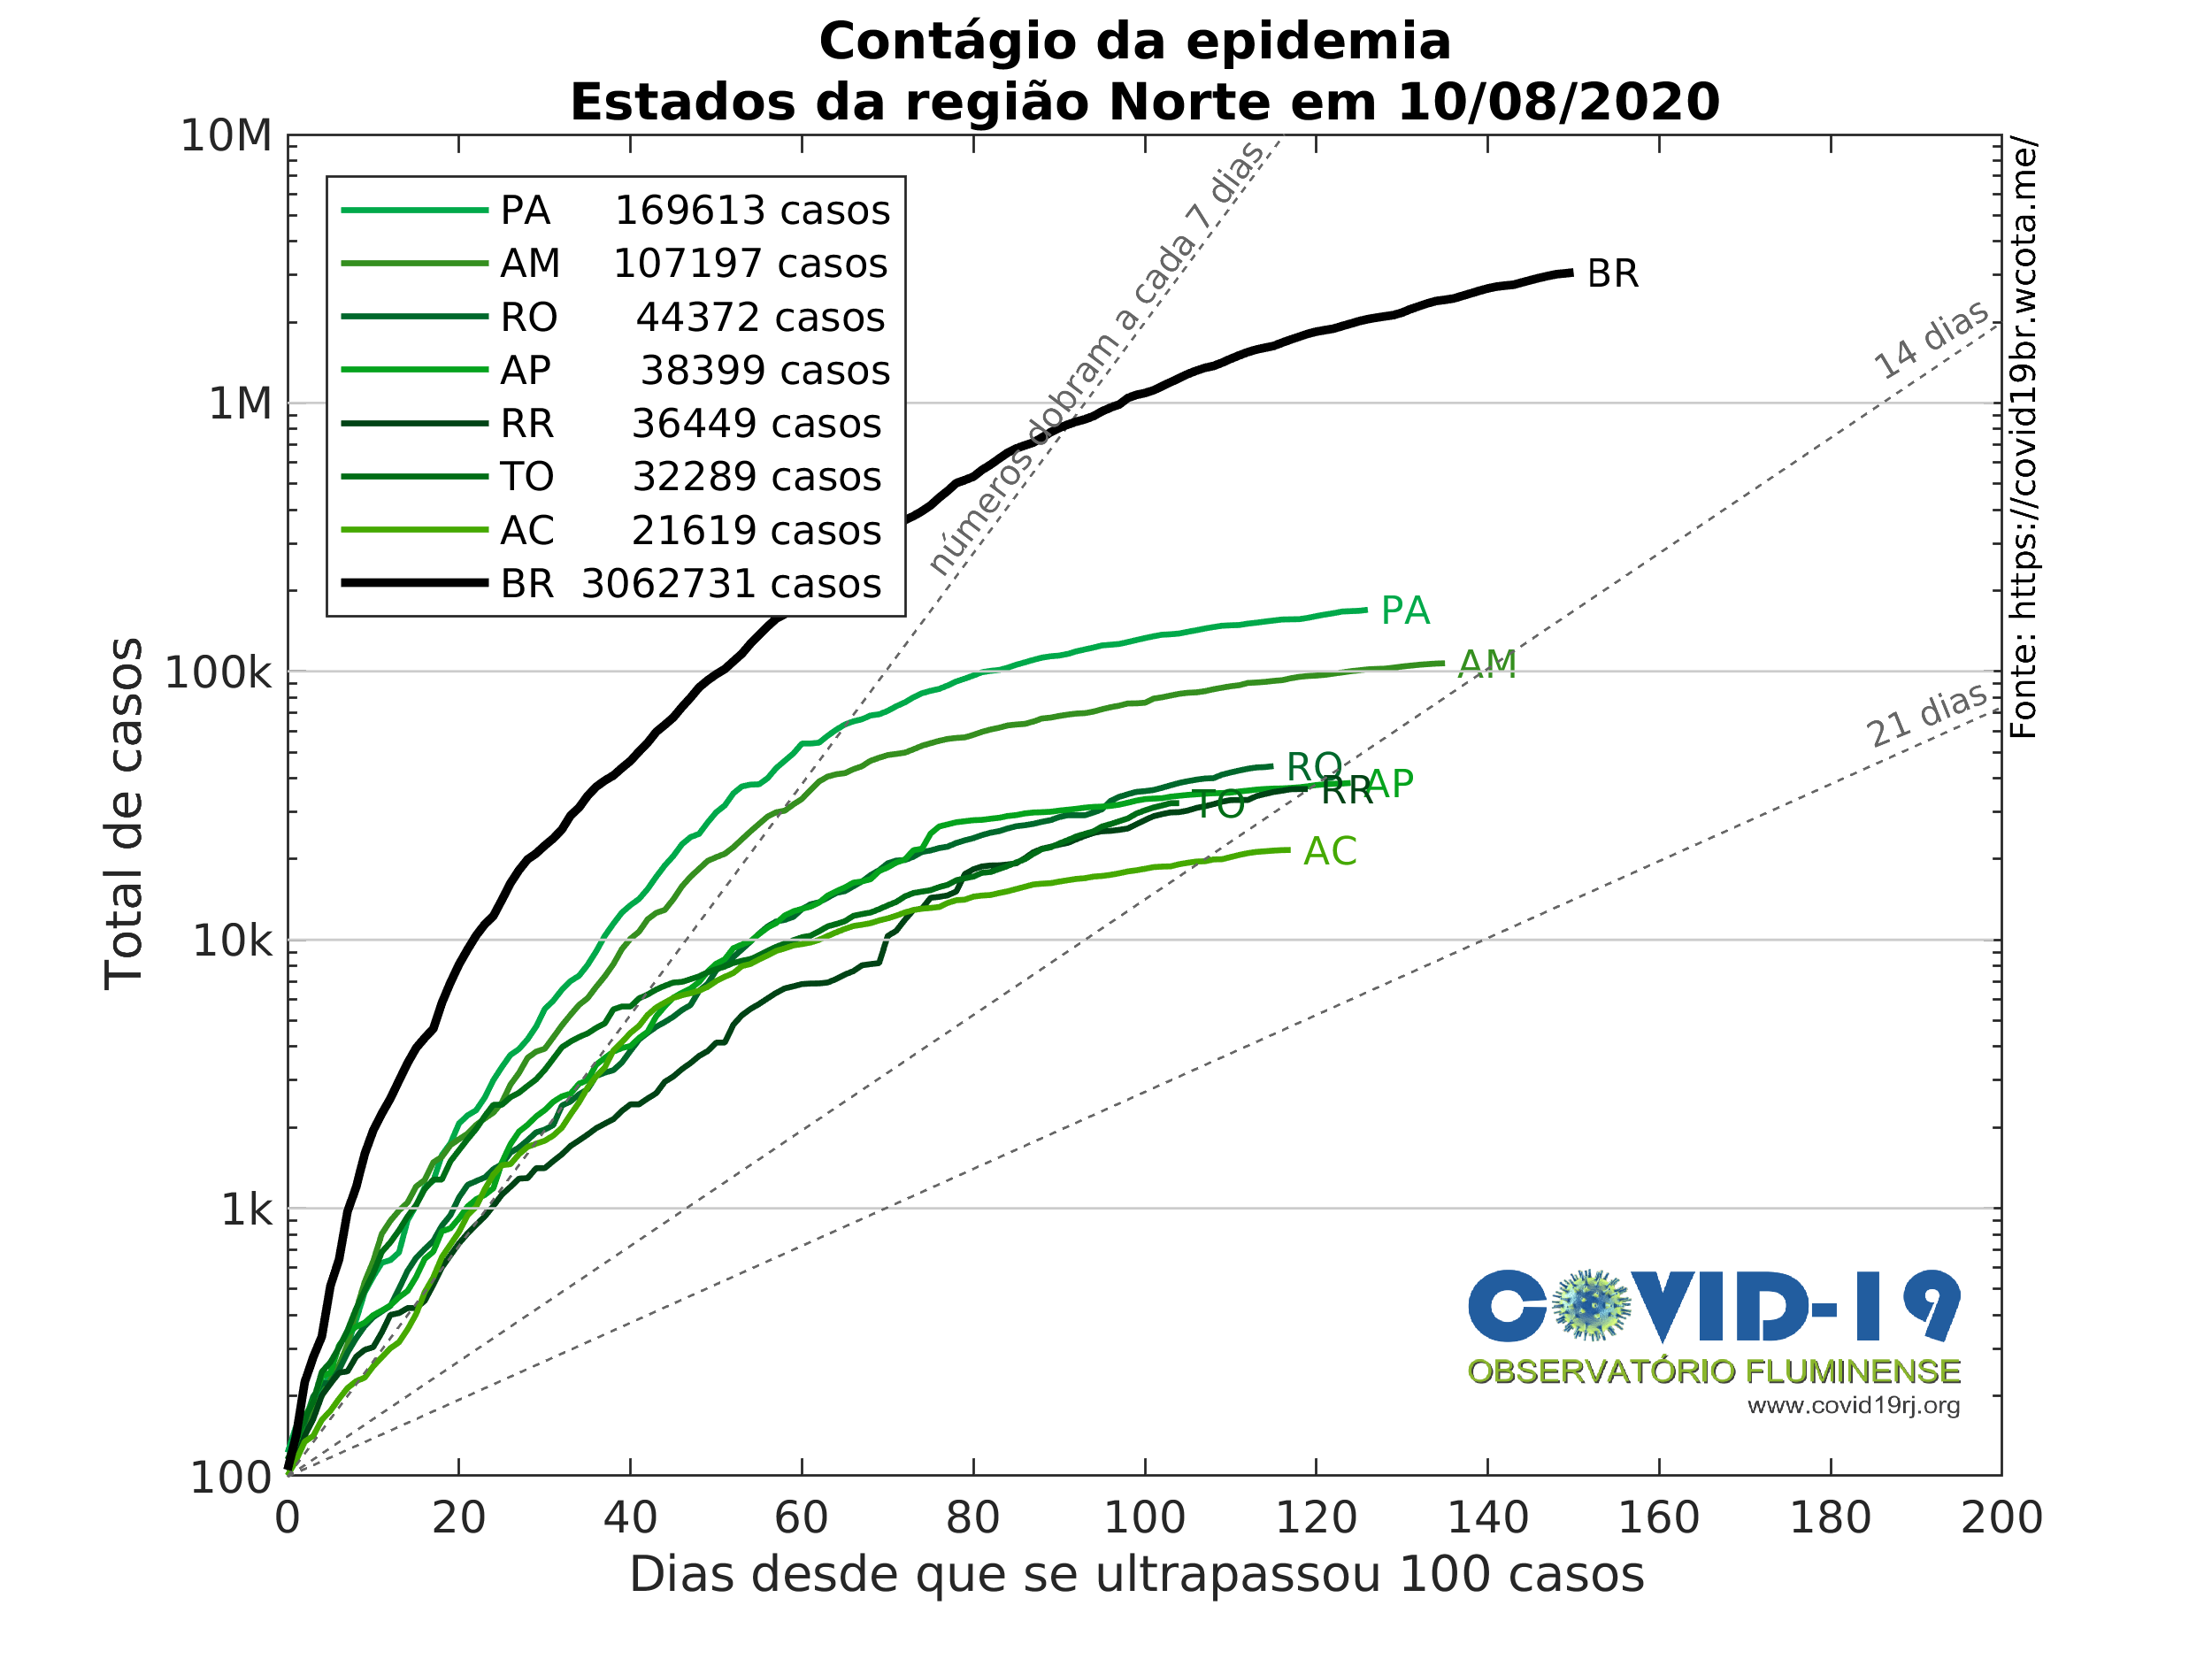 Contágio da epidemia
Estados da região Norte em 10/08/2020
10M
1M
100k
10k
1k
100
Total de casos
PA 169613 casos
AM 107197 casos
RO 44372 casos
AP 38399 casos
RR 36449 casos
TO 32289 casos
AC 21619 casos
BR 3062731 casos
números dobram a cada 7 dias
14 dias
21 dias
BR
PA
AM
RO
RR
AP
TO
AC
Fonte: https://covid19br.wcota.me/
COVID-19
OBSERVATÓRIO FLUMINENSE
www.covid19rj.org
0 20 40 60 80 100 120 140 160 180 200
Dias desde que se ultrapassou 100 casos